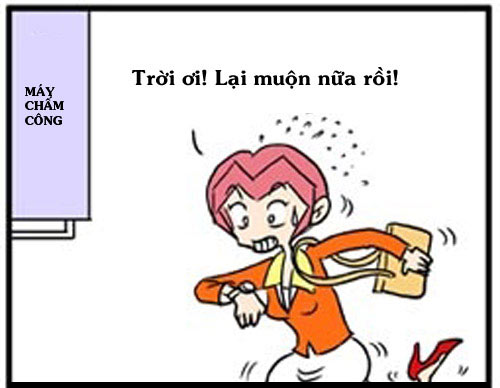 Trời ơi! Lại muộn nữa rồi!
MÁY
CHẤM
CÔNG